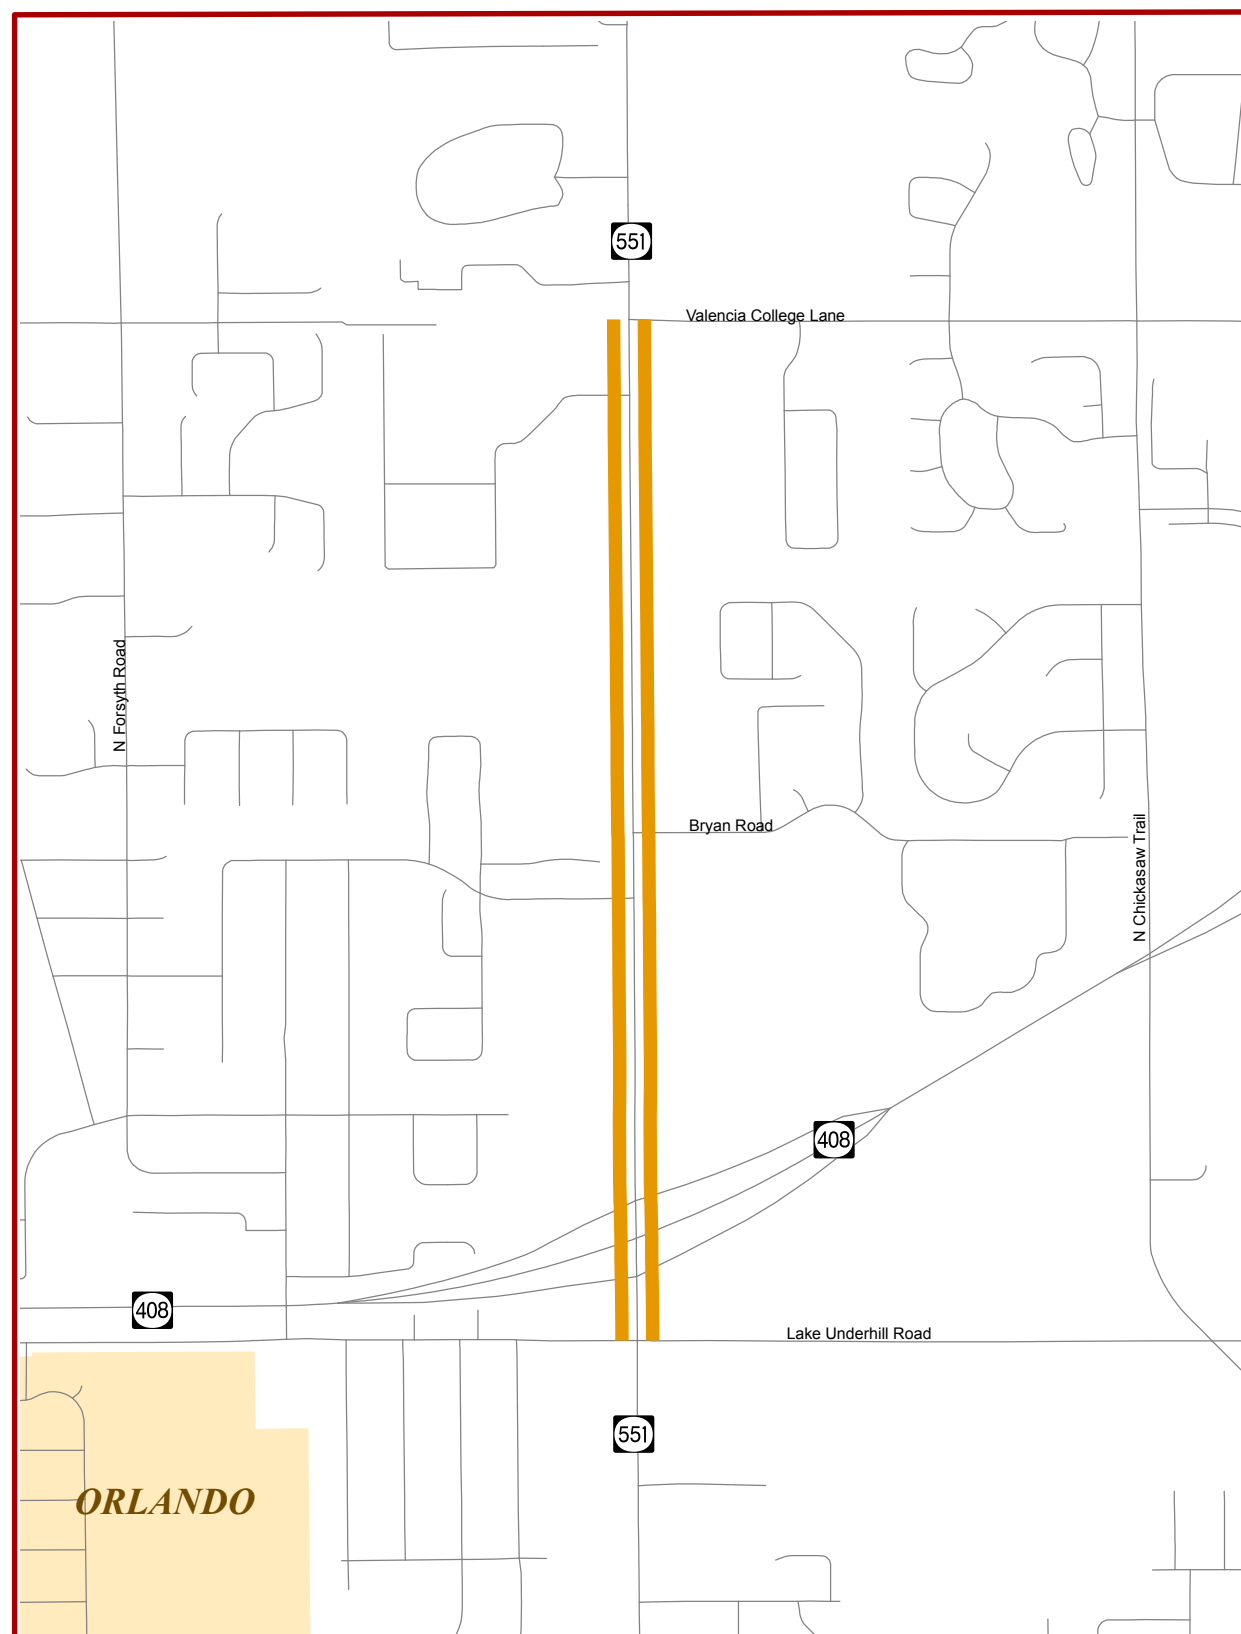 551
Valencia College Lane
N Forsyth Road
Bryan Road
N Chickasaw Trail
408
408
Lake Underhill Road
551
ORLANDO